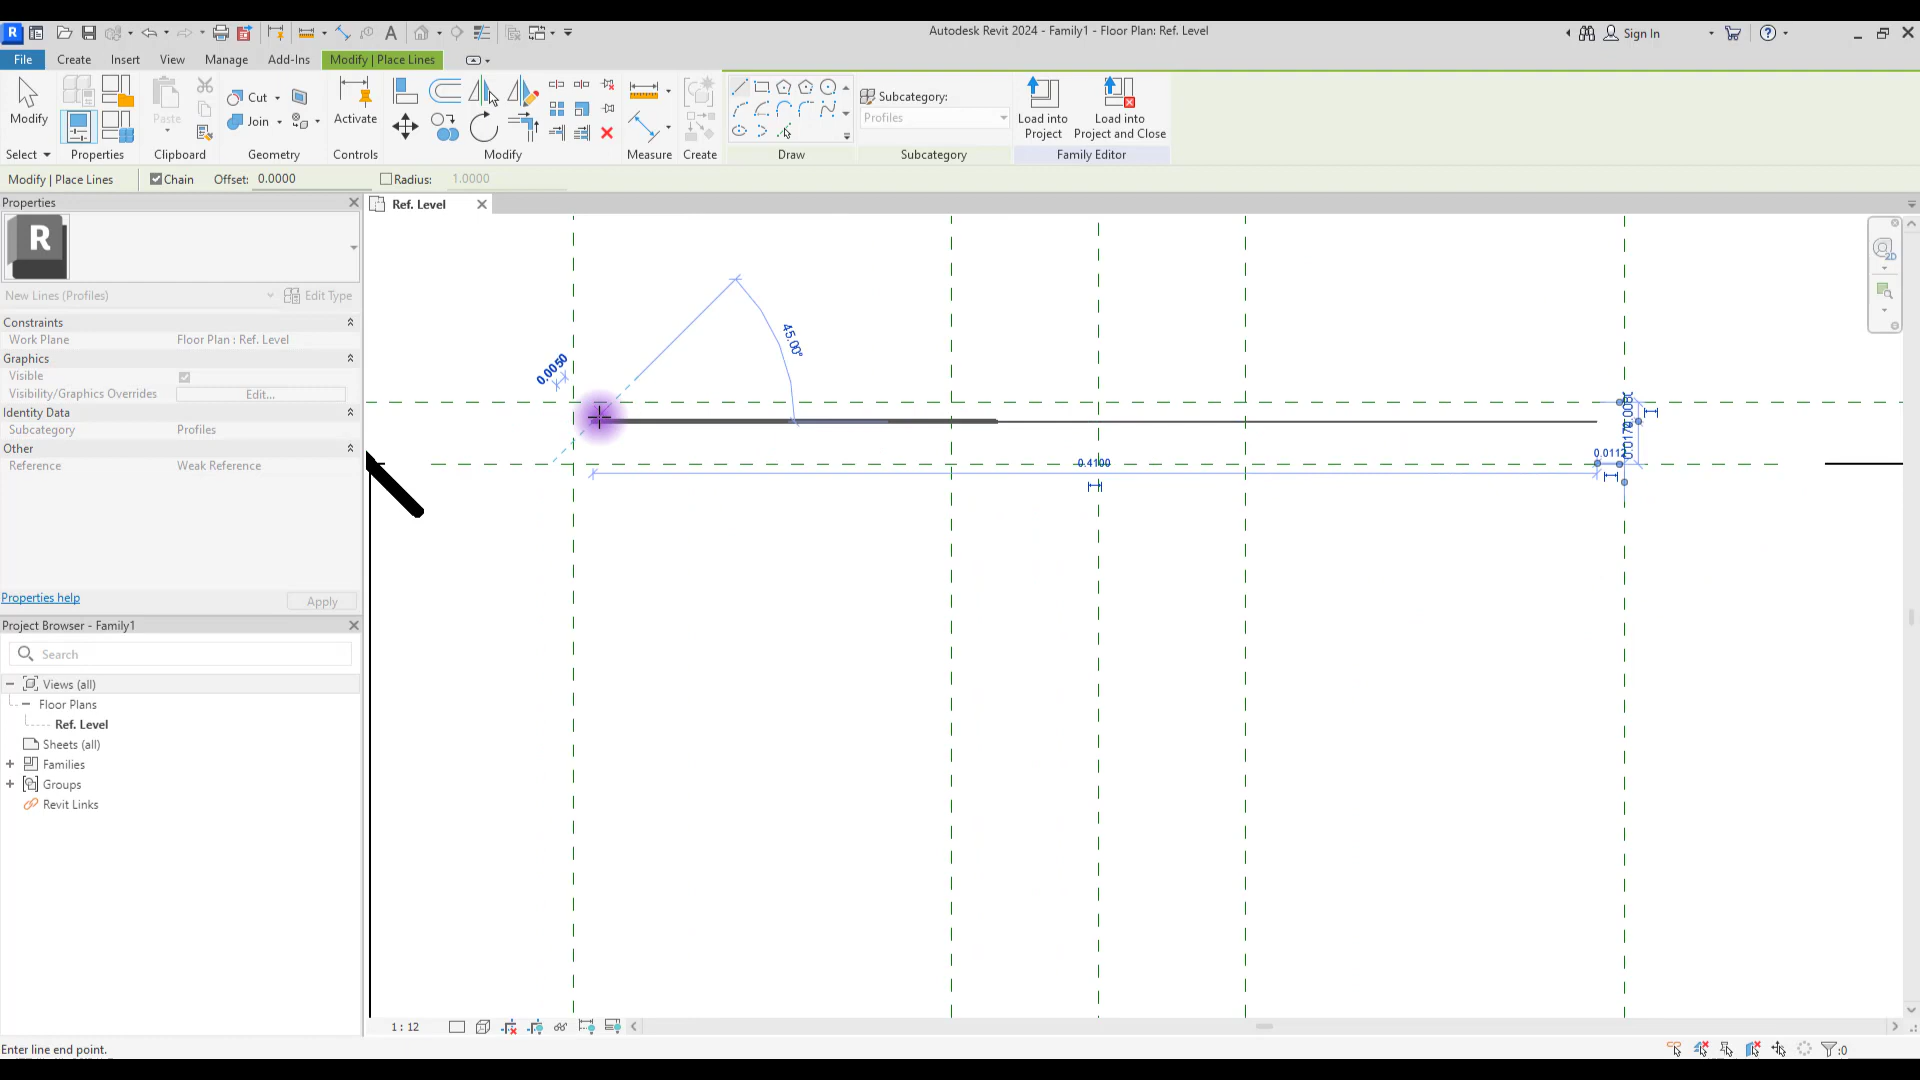 Autodesk Revit 2024 - Family1 - Floor Plan: Ref. Level
Sign In
File
Create
Insert
View
Manage
Add-Ins
Modify | Place Lines
Modify
Paste
Cut
Join
Activate
Subcategory:
Profiles
Load into
Project
Load into
Project and Close
Select
Properties
Clipboard
Geometry
Controls
Modify
Measure
Create
Draw
Subcategory
Family Editor
Modify | Place Lines
Chain
Offset:
0.0000
Radius:
1.0000
Properties
Ref. Level
R
New Lines (Profiles)
Edit Type
Constraints
Work Plane
Floor Plan : Ref. Level
Graphics
Visible
Visibility/Graphics Overrides
Edit...
Identity Data
Subcategory
Profiles
Other
Reference
Weak Reference
Properties help
Apply
Project Browser - Family1
Search
Views (all)
Floor Plans
Ref. Level
Sheets (all)
Families
Groups
Revit Links
45.00°
0.0050
0.4100
0.0112
0.0170
2D
1 : 12
Enter line end point.
:0